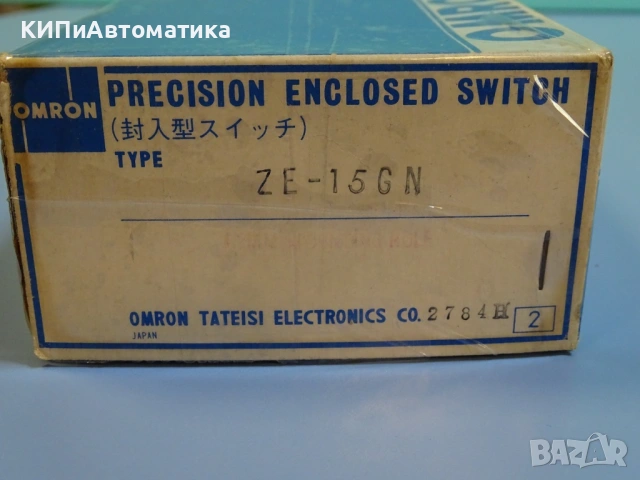 КИПиАвтоматика
OMRON
PRECISION ENCLOSED SWITCH
(封入型スイッチ)
TYPE
ZE-15GN
OMRON TATEISI ELECTRONICS CO. 2784H 2
JAPAN
BAZAR